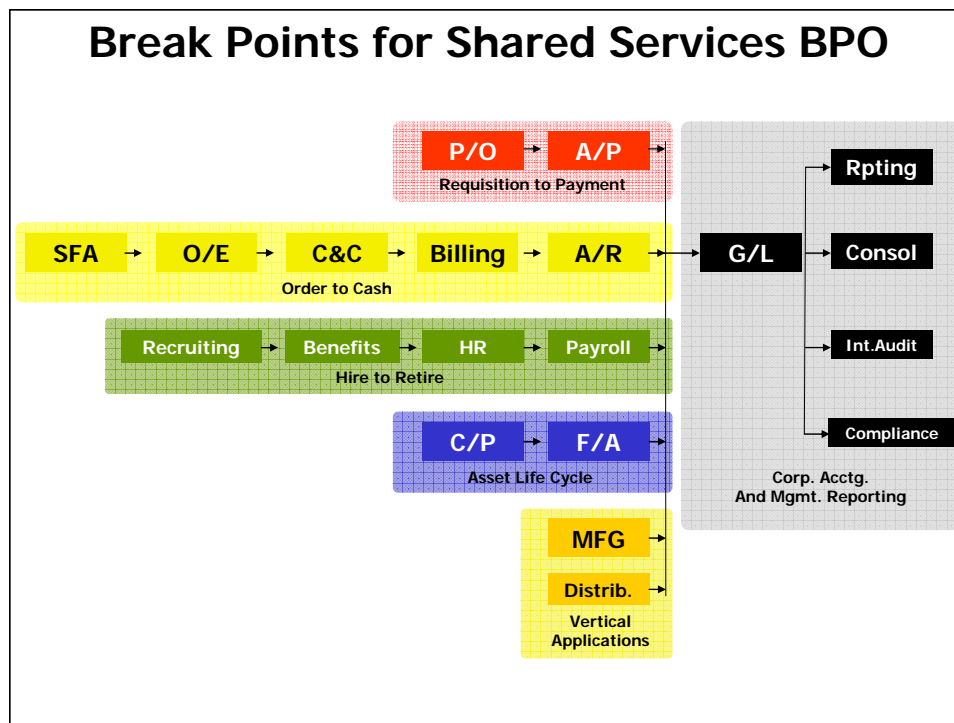 Break Points for Shared Services BPO
P/O
A/P
Requisition to Payment
SFA
O/E
C&C
Billing
A/R
Order to Cash
Recruiting
Benefits
HR
Payroll
Hire to Retire
C/P
F/A
Asset Life Cycle
MFG
Distrib.
Vertical
Applications
G/L
Rpting
Consol
Int.Audit
Compliance
Corp. Acctg.
And Mgmt. Reporting